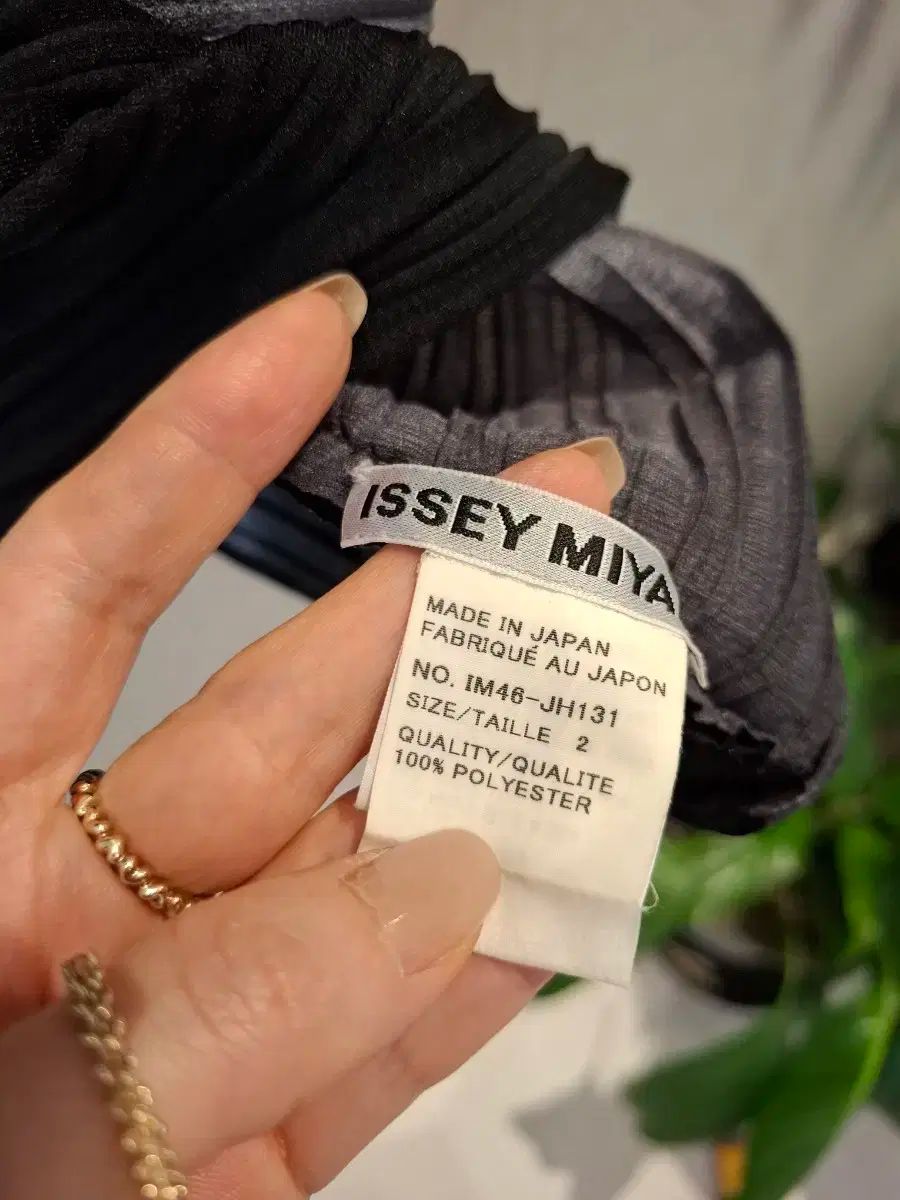 ISSEY MIYA
MADE IN JAPAN
FABRIQUÉ AU JAPON
NO. IM46-JH131
SIZE/TAILLE 2
QUALITY/QUALITE
100% POLYESTER